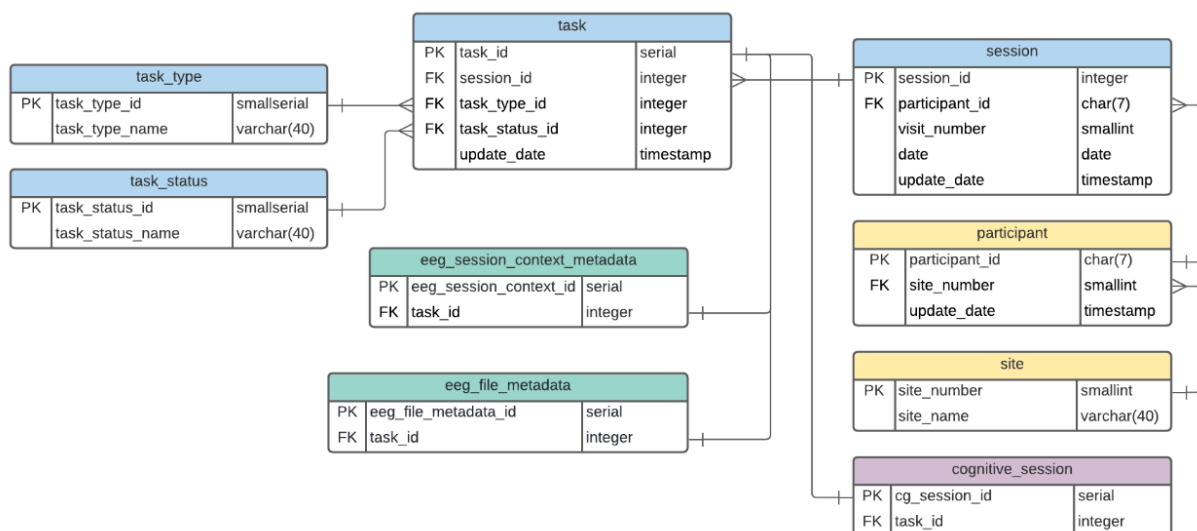 task
PK task_id serial
FK session_id integer
FK task_type_id integer
FK task_status_id integer
update_date timestamp
task_type
PK task_type_id smallserial
task_type_name varchar(40)
task_status
PK task_status_id smallserial
task_status_name varchar(40)
session
PK session_id integer
FK participant_id char(7)
visit_number smallint
date date
update_date timestamp
eeg_session_context_metadata
PK eeg_session_context_id serial
FK task_id integer
participant
PK participant_id char(7)
FK site_number smallint
update_date timestamp
eeg_file_metadata
PK eeg_file_metadata_id serial
FK task_id integer
site
PK site_number smallint
site_name varchar(40)
cognitive_session
PK cg_session_id serial
FK task_id integer